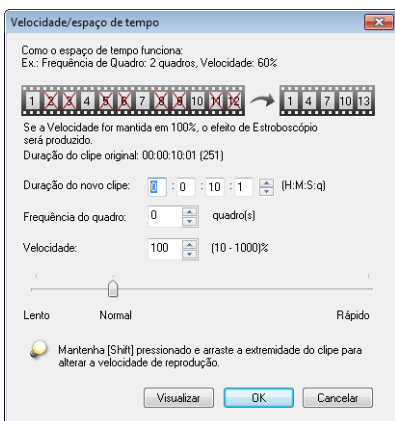 Velocidade/espaço de tempo
Como o espaço de tempo funciona:
Ex.: Frequência de Quadro: 2 quadros, Velocidade: 60%
1 2 3 4 5 6 7 8 9 10 11 12 1 4 7 10 13
Se a Velocidade for mantida em 100%, o efeito de Estroboscópio
será produzido.
Duração do clipe original: 00:00:10:01 (251)
Duração do novo clipe: 0 : 0 : 10 : 1 (H:M:S:q)
Frequência do quadro: 0 quadro(s)
Velocidade: 100 (10 - 1000)%
Lento Normal Rápido
Mantenha [Shift] pressionado e arraste a extremidade do clipe para
alterar a velocidade de reprodução.
Visualizar OK Cancelar